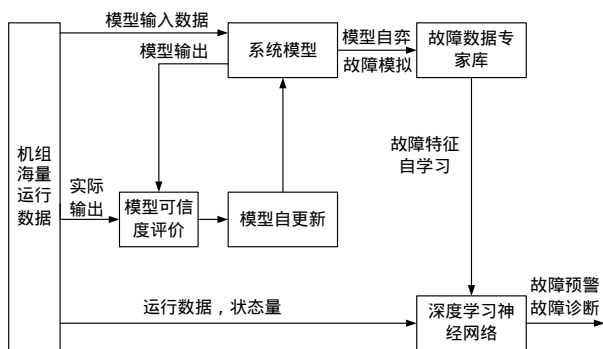 模型输入数据
模型输出
系统模型
模型自弈
故障模拟
故障数据专
家库
机组
海量
运行
数据
实际
输出
模型可信
度评价
模型自更新
故障特征
自学习
运行数据，状态量
深度学习神
经网络
故障预警
故障诊断